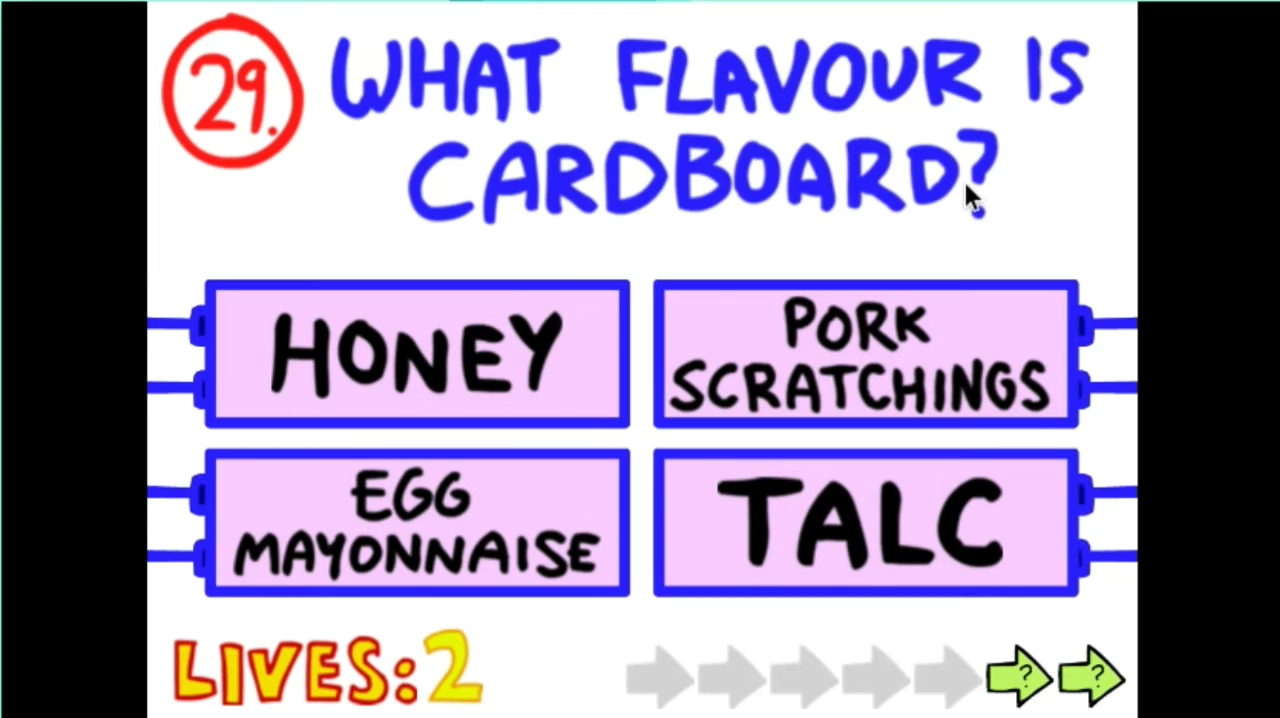 29.
WHAT FLAVOUR IS
CARDBOARD?
HONEY
PORK
SCRATCHINGS
EGG
MAYONNAISE
TALC
LIVES: 2
? ?